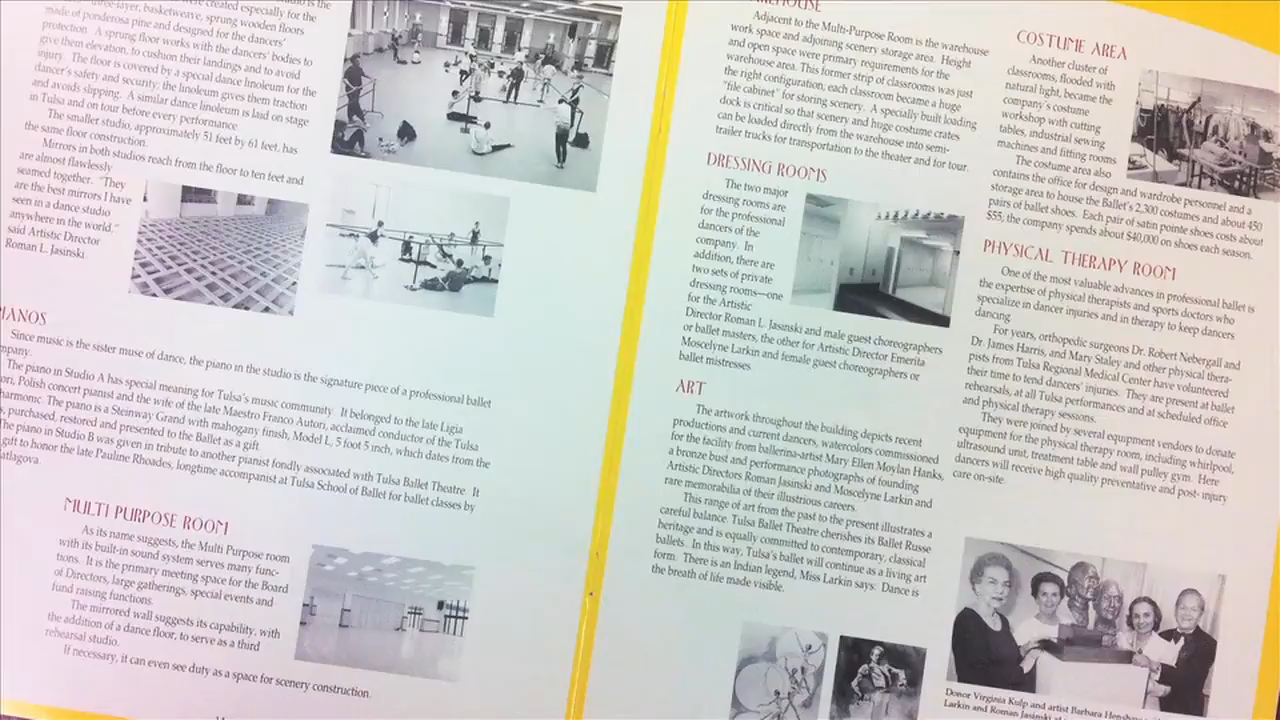 were created especially for the
three-layer, basketweave, sprung wooden floors
made of ponderosa pine and designed for the dancers'
protection. A sprung floor works with the dancers' bodies to
give them elevation, to cushion their landings and to avoid
injury. The floor is covered by a special dance linoleum for the
dancer's safety and security; the linoleum gives them traction
and avoids slipping. A similar dance linoleum is laid on stage
in Tulsa and on tour before every performance
The smaller studio, approximately 51 feet by 61 feet, has
the same floor construction.
Mirrors in both studios reach from the floor to ten feet and
are almost flawlessly
seamed together. "They
are the best mirrors I have
seen in a dance studio
anywhere in the world."
said Artistic Director
Roman L. Jasinski.
IANOS
Since music is the sister muse of dance, the piano in the studio is the signature piece of a professional ballet
mpany.
The piano in Studio A has special meaning for Tulsa's music community. It belonged to the late Ligia
ori, Polish concert pianist and the wife of the late Maestro Franco Autori, acclaimed conductor of the Tulsa
harmonic. The piano is a Steinway Grand with mahogany finish, Model L, 5 foot 5 inch, which dates from the
s, purchased, restored and presented to the Ballet as a gift.
The piano in Studio B was given in tribute to another pianist fondly associated with Tulsa Ballet Theatre. It
gift to honor the late Pauline Rhoades, longtime accompanist at Tulsa School of Ballet for ballet classes by
atlagova.
MULTI PURPOSE ROOM
As its name suggests, the Multi Purpose room
with its built-in sound system serves many func-
tions. It is the primary meeting space for the Board
of Directors, large gatherings, special events and
fund raising functions.
The mirrored wall suggests its capability, with
the addition of a dance floor, to serve as a third
rehearsal studio.
If necessary, it can even see duty as a space for scenery construction.
REHOUSE
Adjacent to the Multi-Purpose Room is the warehouse
work space and adjoining scenery storage area. Height
and open space were primary requirements for the
warehouse area. This former strip of classrooms was just
the right configuration, each classroom became a huge
"file cabinet" for storing scenery. A specially built loading
dock is critical so that scenery and huge costume crates
can be loaded directly from the warehouse into semi-
trailer trucks for transportation to the theater and for tour.
DRESSING ROOMS
The two major
dressing rooms are
for the professional
dancers of the
company. In
addition, there are
two sets of private
dressing rooms—one
for the Artistic
Director Roman L. Jasinski and male guest choreographers
or ballet masters, the other for Artistic Director Emerita
Moscelyne Larkin and female guest choreographers or
ballet mistresses.
ART
The artwork throughout the building depicts recent
productions and current dancers, watercolors commissioned
for the facility from ballerina-artist Mary Ellen Moylan Hanks,
a bronze bust and performance photographs of founding
Artistic Directors Roman Jasinski and Moscelyne Larkin and
rare memorabilia of their illustrious careers.
This range of art from the past to the present illustrates a
careful balance. Tulsa Ballet Theatre cherishes its Ballet Russe
heritage and is equally committed to contemporary, classical
ballets. In this way, Tulsa's ballet will continue as a living art
form. There is an Indian legend, Miss Larkin says: Dance is
the breath of life made visible.
COSTUME AREA
Another cluster of
classrooms, flooded with
natural light, became the
company's costume
workshop with cutting
tables, industrial sewing
machines and fitting rooms
The costume area also
contains the office for design and wardrobe personnel and a
storage area to house the Ballet's 2,300 costumes and about 450
pairs of ballet shoes. Each pair of satin pointe shoes costs about
$55; the company spends about $40,000 on shoes each season.
PHYSICAL THERAPY ROOM
One of the most valuable advances in professional ballet is
the expertise of physical therapists and sports doctors who
specialize in dancer injuries and in therapy to keep dancers
dancing
For years, orthopedic surgeons Dr. Robert Nebergall and
Dr. James Harris, and Mary Staley and other physical thera-
pists from Tulsa Regional Medical Center have volunteered
their time to tend dancers' injuries. They are present at ballet
rehearsals, at all Tulsa performances and at scheduled office
and physical therapy sessions.
They were joined by several equipment vendors to donate
equipment for the physical therapy room, including whirlpool,
ultrasound unit, treatment table and wall pulley gym. Here
dancers will receive high quality preventative and post-injury
care on-site.
Donor Virginia Kulp and artist Barbara
Larkin and Roman Jasinski